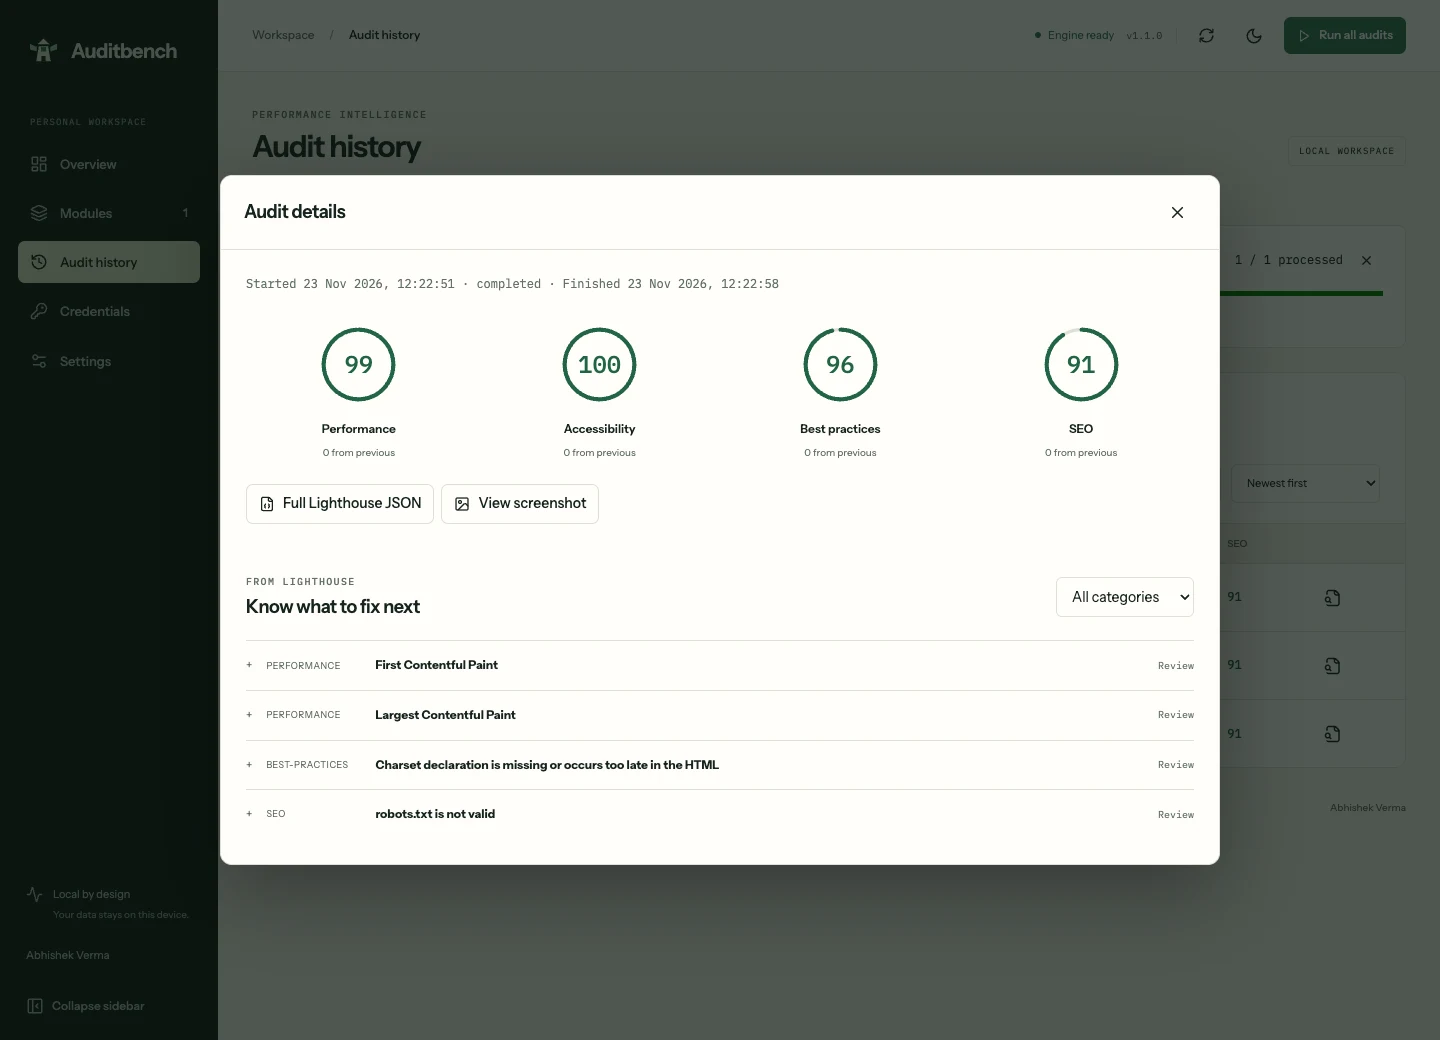 Auditbench
PERSONAL WORKSPACE
Overview
Modules 1
Audit history
Credentials
Settings
Local by design
Your data stays on this device.
Abhishek Verma
Collapse sidebar
Workspace / Audit history
Engine ready v1.1.0
Run all audits
PERFORMANCE INTELLIGENCE
Audit history
LOCAL WORKSPACE
1 / 1 processed
Newest first
SEO
91
91
91
Abhishek Verma
Audit details
Started 23 Nov 2026, 12:22:51 · completed · Finished 23 Nov 2026, 12:22:58
99 100 96 91
Performance Accessibility Best practices SEO
0 from previous 0 from previous 0 from previous 0 from previous
Full Lighthouse JSON View screenshot
FROM LIGHTHOUSE
Know what to fix next
All categories
+ PERFORMANCE First Contentful Paint Review
+ PERFORMANCE Largest Contentful Paint Review
+ BEST-PRACTICES Charset declaration is missing or occurs too late in the HTML Review
+ SEO robots.txt is not valid Review